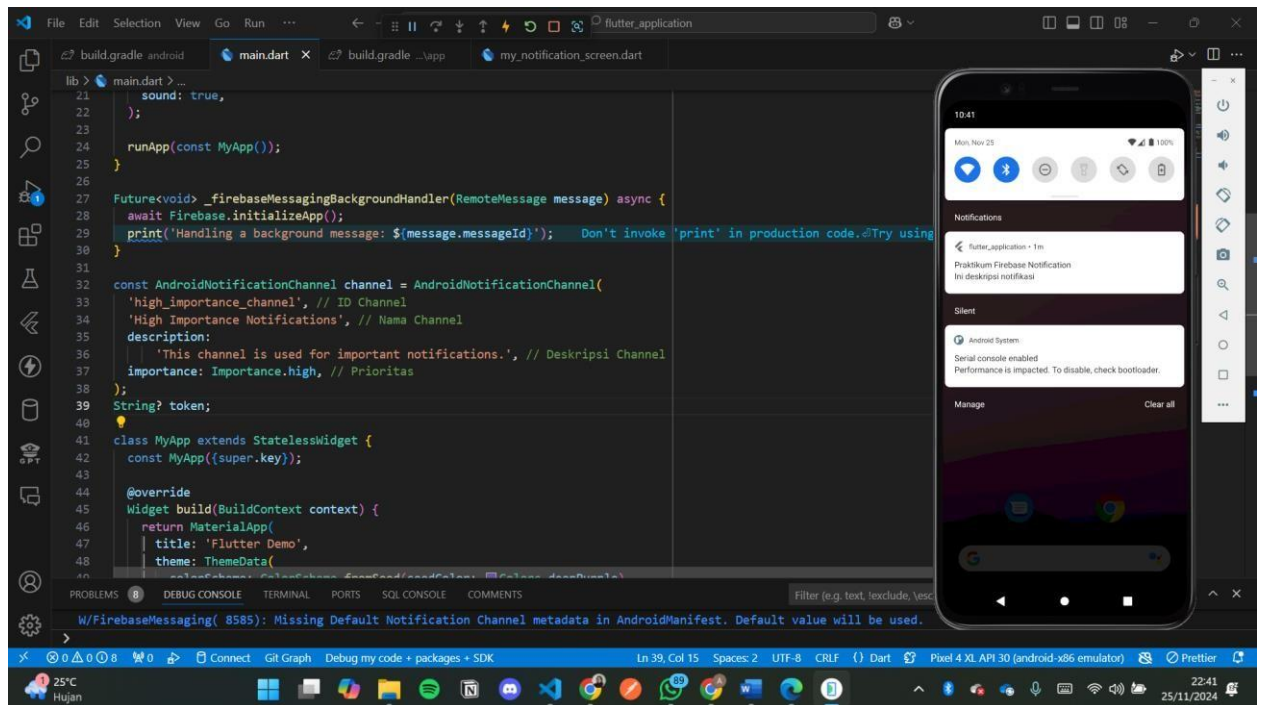 File Edit Selection View Go Run ...
flutter_application
build.gradle android main.dart build.gradle ...\app my_notification_screen.dart
lib > main.dart > ...
21 sound: true,
22 );
23
24 runApp(const MyApp());
25 }
26
27 Future<void> _firebaseMessagingBackgroundHandler(RemoteMessage message) async {
28 await Firebase.initializeApp();
29 print('Handling a background message: ${message.messageId}'); Don't invoke 'print' in production code.⏎Try using
30 }
31
32 const AndroidNotificationChannel channel = AndroidNotificationChannel(
33 'high_importance_channel', // ID Channel
34 'High Importance Notifications', // Nama Channel
35 description:
36 'This channel is used for important notifications.', // Deskripsi Channel
37 importance: Importance.high, // Prioritas
38 );
39 String? token;
40
41 class MyApp extends StatelessWidget {
42 const MyApp({super.key});
43
44 @override
45 Widget build(BuildContext context) {
46 return MaterialApp(
47 title: 'Flutter Demo',
48 theme: ThemeData(
10:41
Mon, Nov 25 100%
Notifications
flutter_application • 1m
Praktikum Firebase Notification
Ini deskripsi notifikasi
Silent
Android System
Serial console enabled
Performance is impacted. To disable, check bootloader.
Manage Clear all
1
GPT
PROBLEMS 8 DEBUG CONSOLE TERMINAL PORTS SQL CONSOLE COMMENTS Filter (e.g. text, !exclude, \esc
W/FirebaseMessaging( 8585): Missing Default Notification Channel metadata in AndroidManifest. Default value will be used.
>
0 0 8 0 Connect Git Graph Debug my code + packages + SDK Ln 39, Col 15 Spaces: 2 UTF-8 CRLF {} Dart Pixel 4 XL API 30 (android-x86 emulator) Prettier
1 25°C
Hujan
89
22:41
25/11/2024